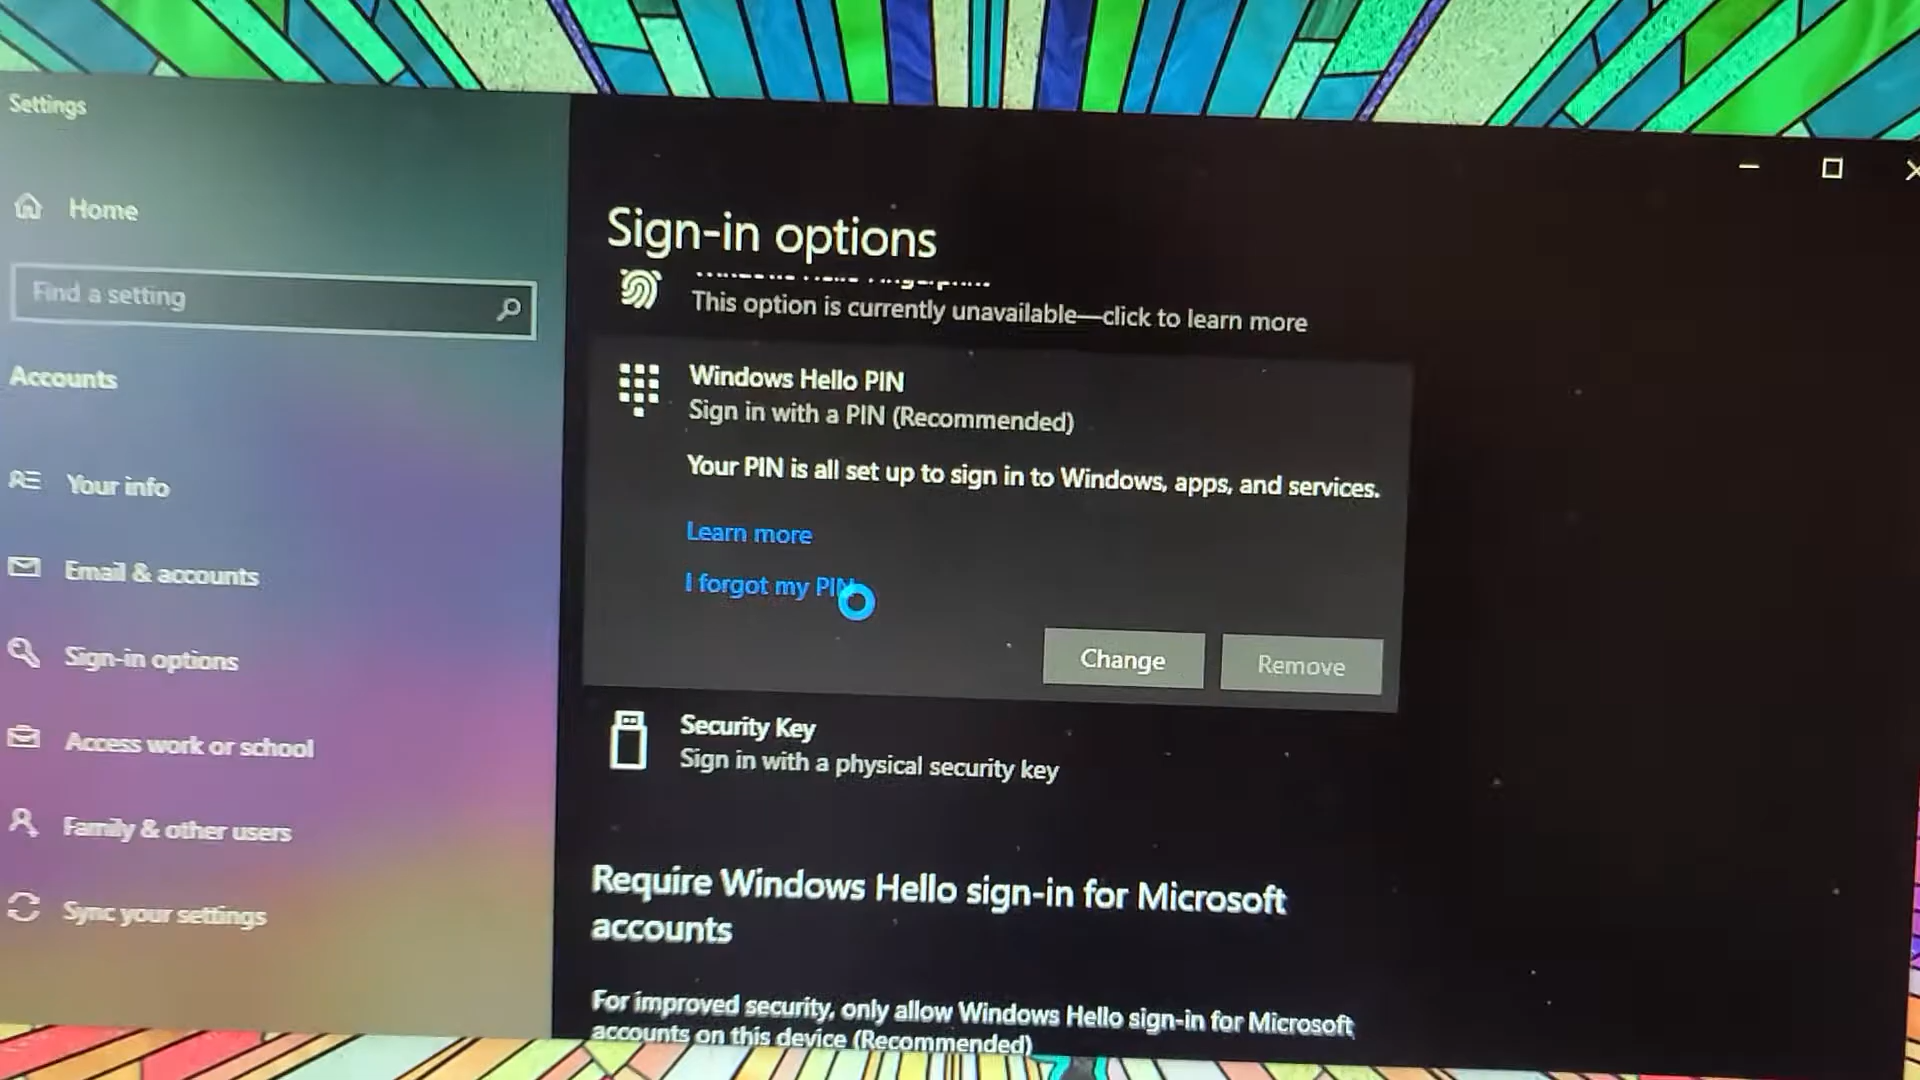 Settings
Home
Find a setting
Accounts
Your info
Email & accounts
Sign-in options
Access work or school
Family & other users
Sync your settings
Sign-in options
This option is currently unavailable—click to learn more
Windows Hello PIN
Sign in with a PIN (Recommended)
Your PIN is all set up to sign in to Windows, apps, and services.
Learn more
I forgot my PIN
Change
Remove
Security Key
Sign in with a physical security key
Require Windows Hello sign-in for Microsoft
accounts
For improved security, only allow Windows Hello sign-in for Microsoft
accounts on this device (Recommended)